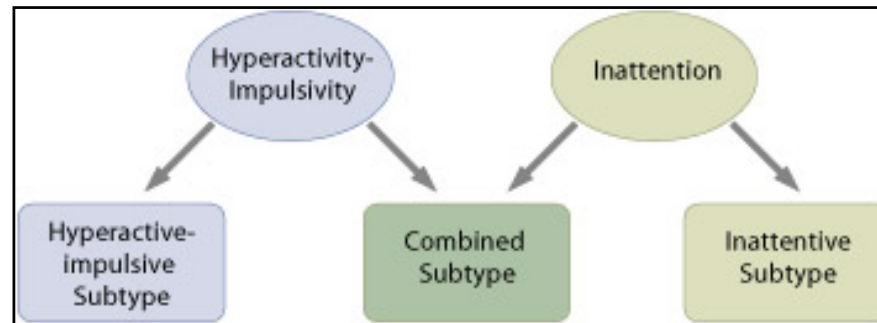 Hyperactivity-
Impulsivity
Inattention
Hyperactive-
impulsive
Subtype
Combined
Subtype
Inattentive
Subtype